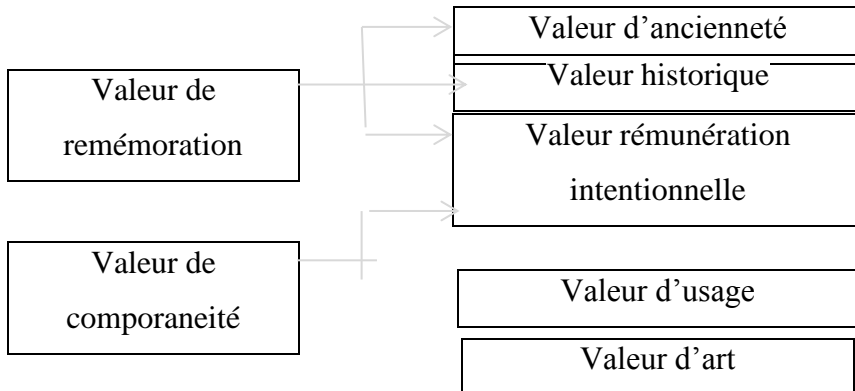 Valeur d’ancienneté
Valeur historique
Valeur de
remémoration
Valeur rémunération
intentionnelle
Valeur de
comporaneité
Valeur d’usage
Valeur d’art